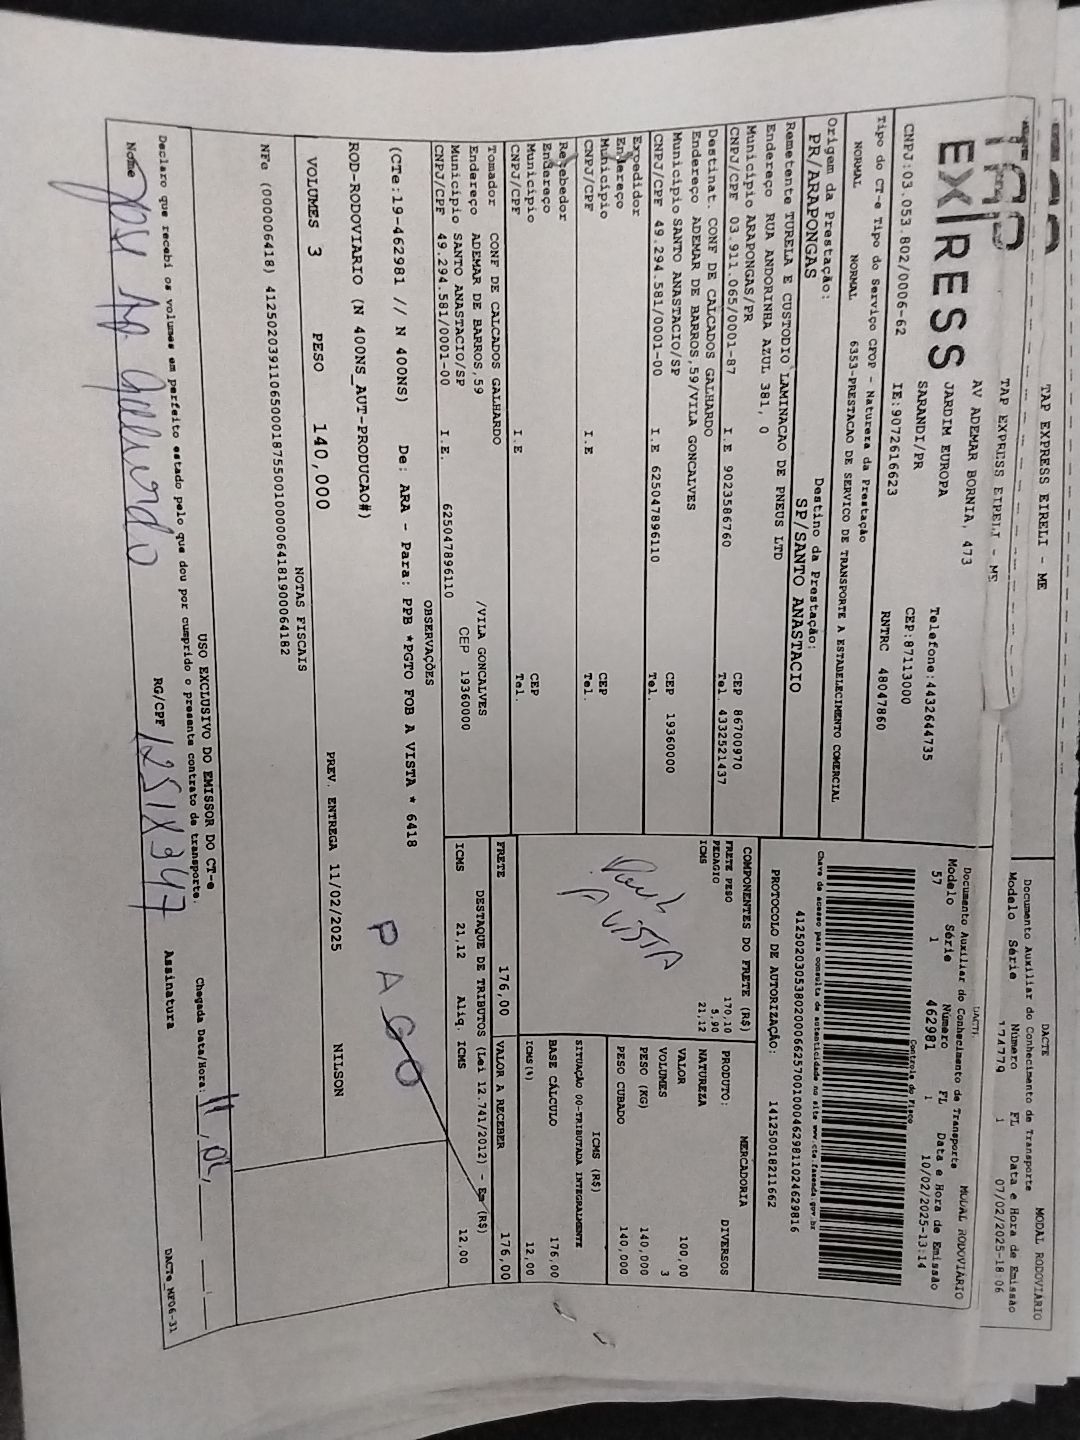 TAP EXPRESS EIRELI - ME
DACTE
MODAL RODOVIARIO
Documento Auxiliar do Conhecimento de Transporte
Modelo Série Número FL Data e Hora de Emissão
174779 1 07/02/2025-18:06
TAP
EXPRESS
TAP EXPRESS EIRELI - ME
AV ADEMAR BORNIA, 473
JARDIM EUROPA
SARANDI/PR
Telefone:4432644735
CEP:87113000
CNPJ:03.053.802/0006-62
IE:9072616623
RNTRC 48047860
DACTE
MODAL RODOVIARIO
Documento Auxiliar do Conhecimento de Transporte
Modelo Série Número FL Data e Hora de Emissão
57 1 462981 1 10/02/2025-13:14
Controle do Fisco
Tipo do CT-e Tipo do Serviço CFOP - Natureza da Prestação
NORMAL NORMAL 6353-PRESTACAO DE SERVICO DE TRANSPORTE A ESTABELECIMENTO COMERCIAL
Chave de acesso para consulta de autenticidade no site www.cte.fazenda.gov.br
41250203053802000662570010004629811024629816
PROTOCOLO DE AUTORIZAÇÃO: 141250018211662
Origem da Prestação: Destino da Prestação:
PR/ARAPONGAS SP/SANTO ANASTACIO
Remetente TURELA E CUSTODIO LAMINACAO DE PNEUS LTD
Endereço RUA ANDORINHA AZUL 381, 0
Município ARAPONGAS/PR CEP 86700970
CNPJ/CPF 03.911.065/0001-87 I.E 9023586760 Tel. 4332521437
Destinat. CONF DE CALCADOS GALHARDO
Endereço ADEMAR DE BARROS,59/VILA GONCALVES
Município SANTO ANASTACIO/SP CEP 19360000
CNPJ/CPF 49.294.581/0001-00 I.E 625047896110 Tel.
Expedidor
Endereço
Município CEP
CNPJ/CPF I.E Tel.
Recebedor
Endereço
Município CEP
CNPJ/CPF I.E Tel.
Tomador CONF DE CALCADOS GALHARDO
Endereço ADEMAR DE BARROS,59 /VILA GONCALVES
Município SANTO ANASTACIO/SP CEP 19360000
CNPJ/CPF 49.294.581/0001-00 I.E. 625047896110
COMPONENTES DO FRETE (R$)
FRETE PESO 170,10
PEDAGIO 5,90
ICMS 21,12
A VISTA
MERCADORIA
PRODUTO: DIVERSOS
NATUREZA
VALOR 100,00
VOLUMES 3
PESO (KG) 140,000
PESO CUBADO 140,000
ICMS (R$)
SITUAÇÃO 00-TRIBUTADA INTEGRALMENTE
BASE CÁLCULO 176,00
ICMS(%) 12,00
FRETE 176,00 VALOR A RECEBER 176,00
DESTAQUE DE TRIBUTOS (Lei 12.741/2012) - Em (R$)
ICMS 21,12 Aliq. ICMS 12,00
OBSERVAÇÕES
(CTe:19-462981 // N 400NS) De: ARA - Para: PPB *PGTO FOB A VISTA * 6418
PAGO
ROD-RODOVIARIO (N 400NS_AUT-PRODUCAO#)
VOLUMES 3 PESO 140,000 PREV. ENTREGA 11/02/2025 NILSON
NOTAS FISCAIS
NFe (000006418) 41250203911065000187550010000064181900064182
USO EXCLUSIVO DO EMISSOR DO CT-e
Declaro que recebi os volumes em perfeito estado pelo que dou por cumprido o presente contrato de transporte.
Chegada Data/Hora: 11, 02,
Nome Galhardo RG/CPF Assinatura
DACTe_NF06-31